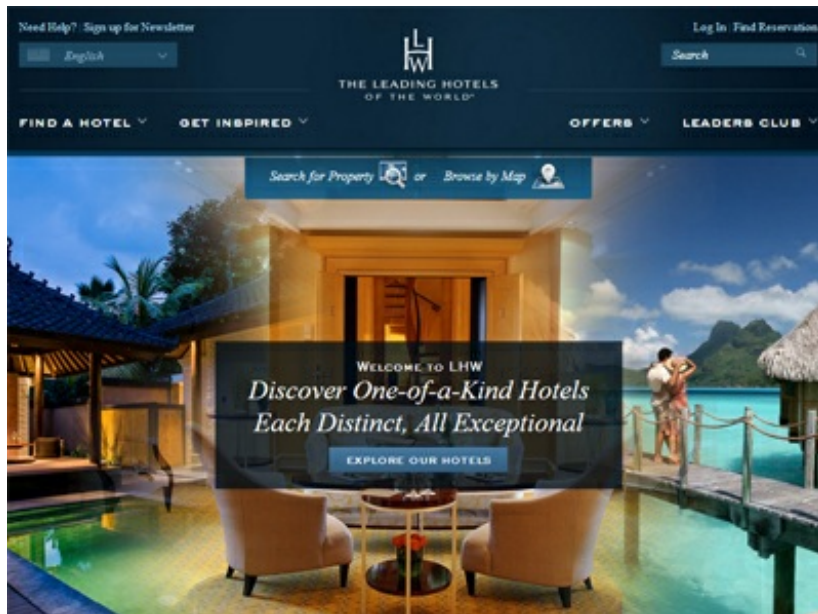 Need Help? Sign up for Newsletter
Log In Find Reservation
English
Search
LHW
THE LEADING HOTELS
OF THE WORLD®
FIND A HOTEL
GET INSPIRED
OFFERS
LEADERS CLUB
Search for Property or Browse by Map
WELCOME TO LHW
Discover One-of-a-Kind Hotels
Each Distinct, All Exceptional
EXPLORE OUR HOTELS